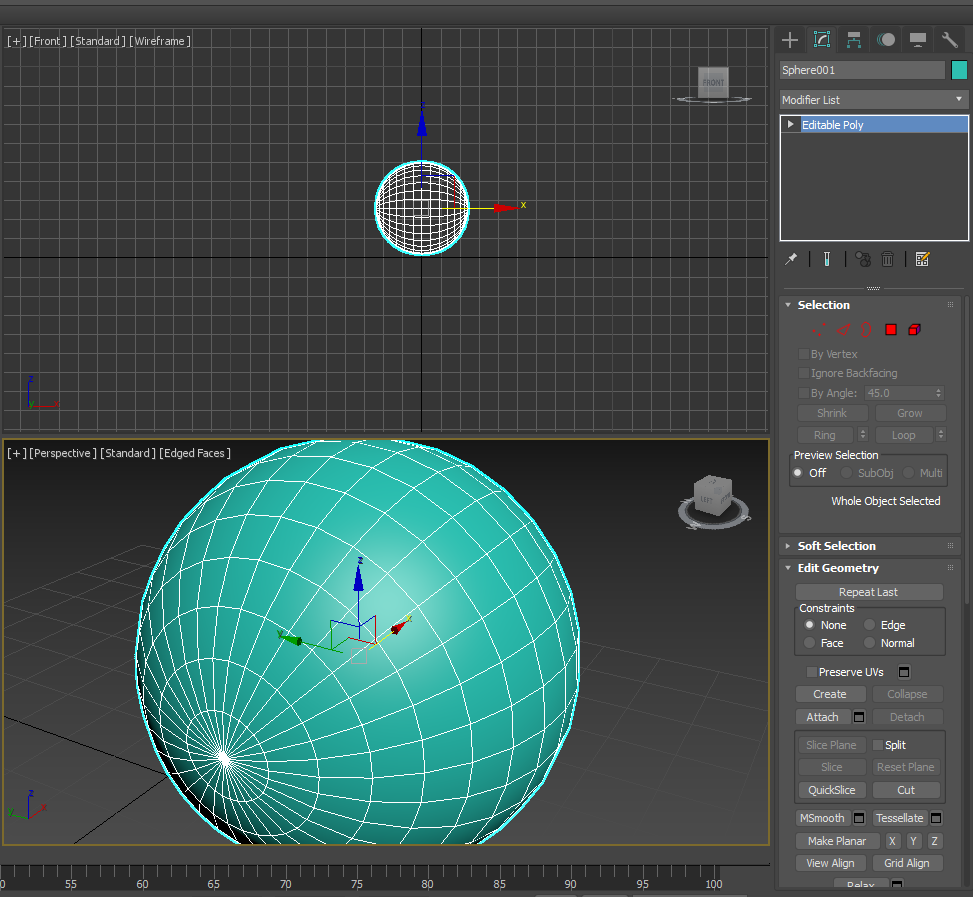 [+] [Front ] [Standard ] [Wireframe ]
FRONT
z
x
z
[+] [Perspective ] [Standard ] [Edged Faces ]
LEFT
z
y
x
z
y
x
55 60 65 70 75 80 85 90 95 100
Sphere001
Modifier List
Editable Poly
Selection
By Vertex
Ignore Backfacing
By Angle: 45.0
Shrink Grow
Ring Loop
Preview Selection
Off SubObj Multi
Whole Object Selected
Soft Selection
Edit Geometry
Repeat Last
Constraints
None Edge
Face Normal
Preserve UVs
Create Collapse
Attach Detach
Slice Plane Split
Slice Reset Plane
QuickSlice Cut
MSmooth Tessellate
Make Planar X Y Z
View Align Grid Align
Relax